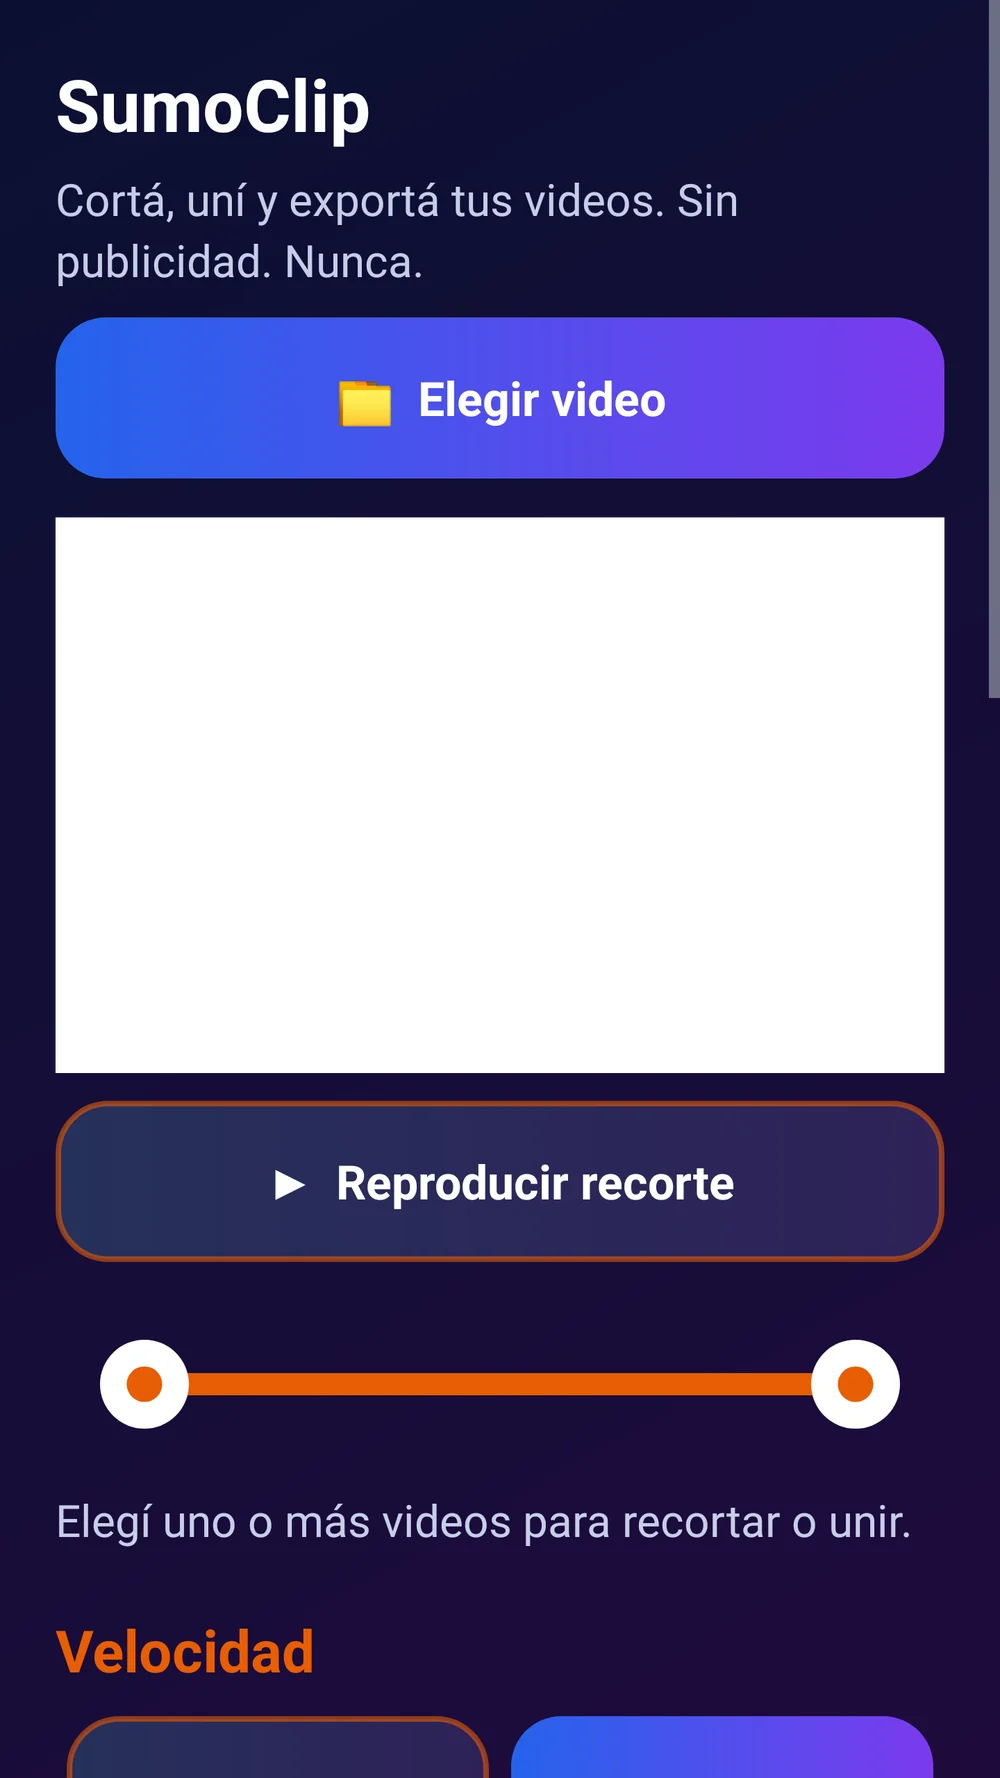 SumoClip
Cortá, uní y exportá tus videos. Sin
publicidad. Nunca.
Elegir video
Reproducir recorte
Elegí uno o más videos para recortar o unir.
Velocidad